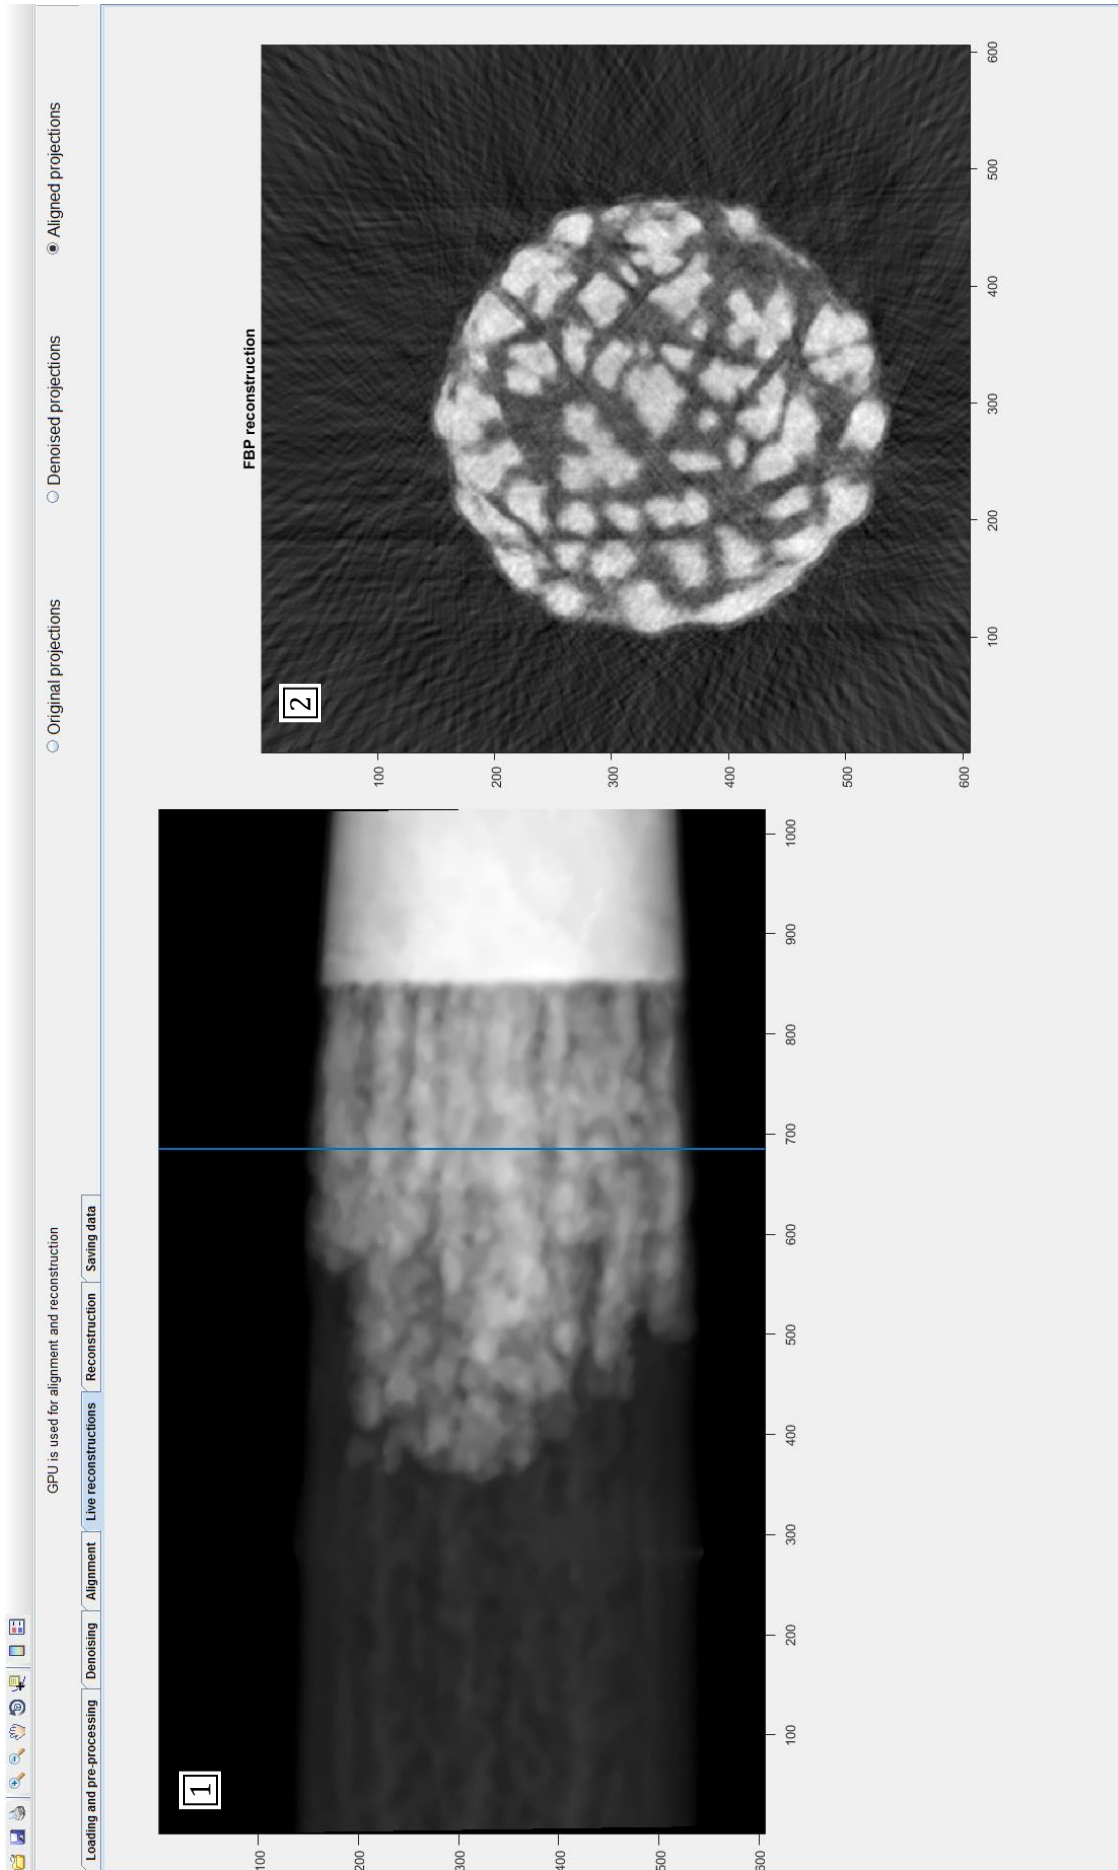 GPU is used for alignment and reconstruction
Original projections
Denoised projections
Aligned projections
Loading and pre-processing
Denoising
Alignment
Live reconstructions
Reconstruction
Saving data
1
100
200
300
400
500
600
100
200
300
400
500
600
700
800
900
1000
FBP reconstruction
2
100
200
300
400
500
600
100
200
300
400
500
600